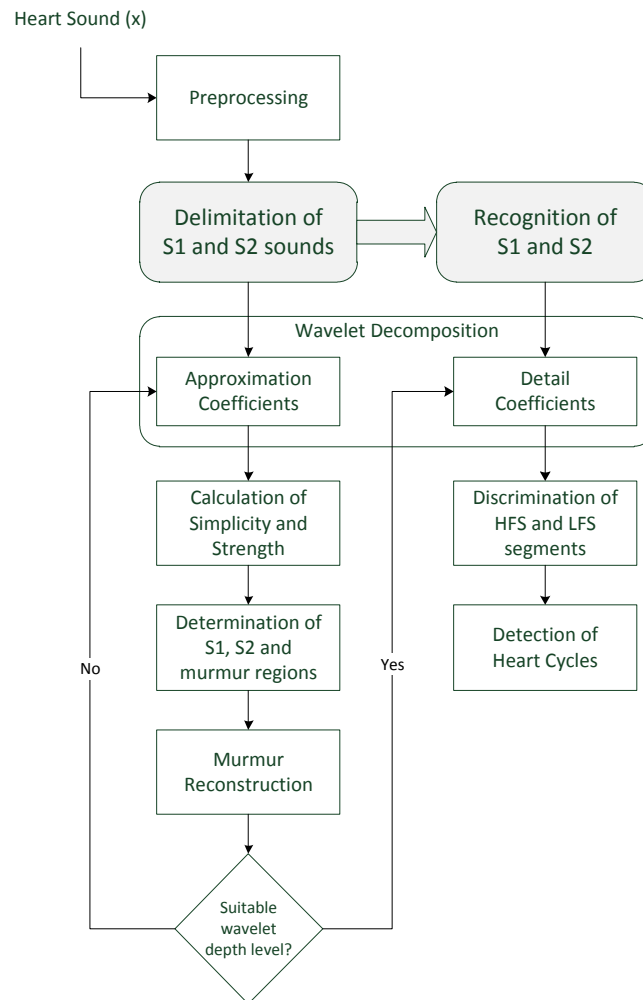 Heart Sound (x)
Preprocessing
Delimitation of
S1 and S2 sounds
Recognition of
S1 and S2
Wavelet Decomposition
Approximation
Coefficients
Detail
Coefficients
Calculation of
Simplicity and
Strength
Discrimination of
HFS and LFS
segments
Determination of
S1, S2 and
murmur regions
Detection of
Heart Cycles
No
Yes
Murmur
Reconstruction
Suitable
wavelet
depth level?